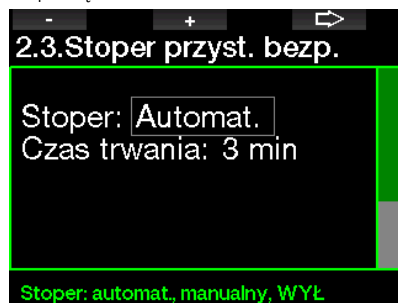 - +
2.3.Stoper przyst. bezp.
Stoper: Automat.
Czas trwania: 3 min
Stoper: automat., manualny, WYŁ